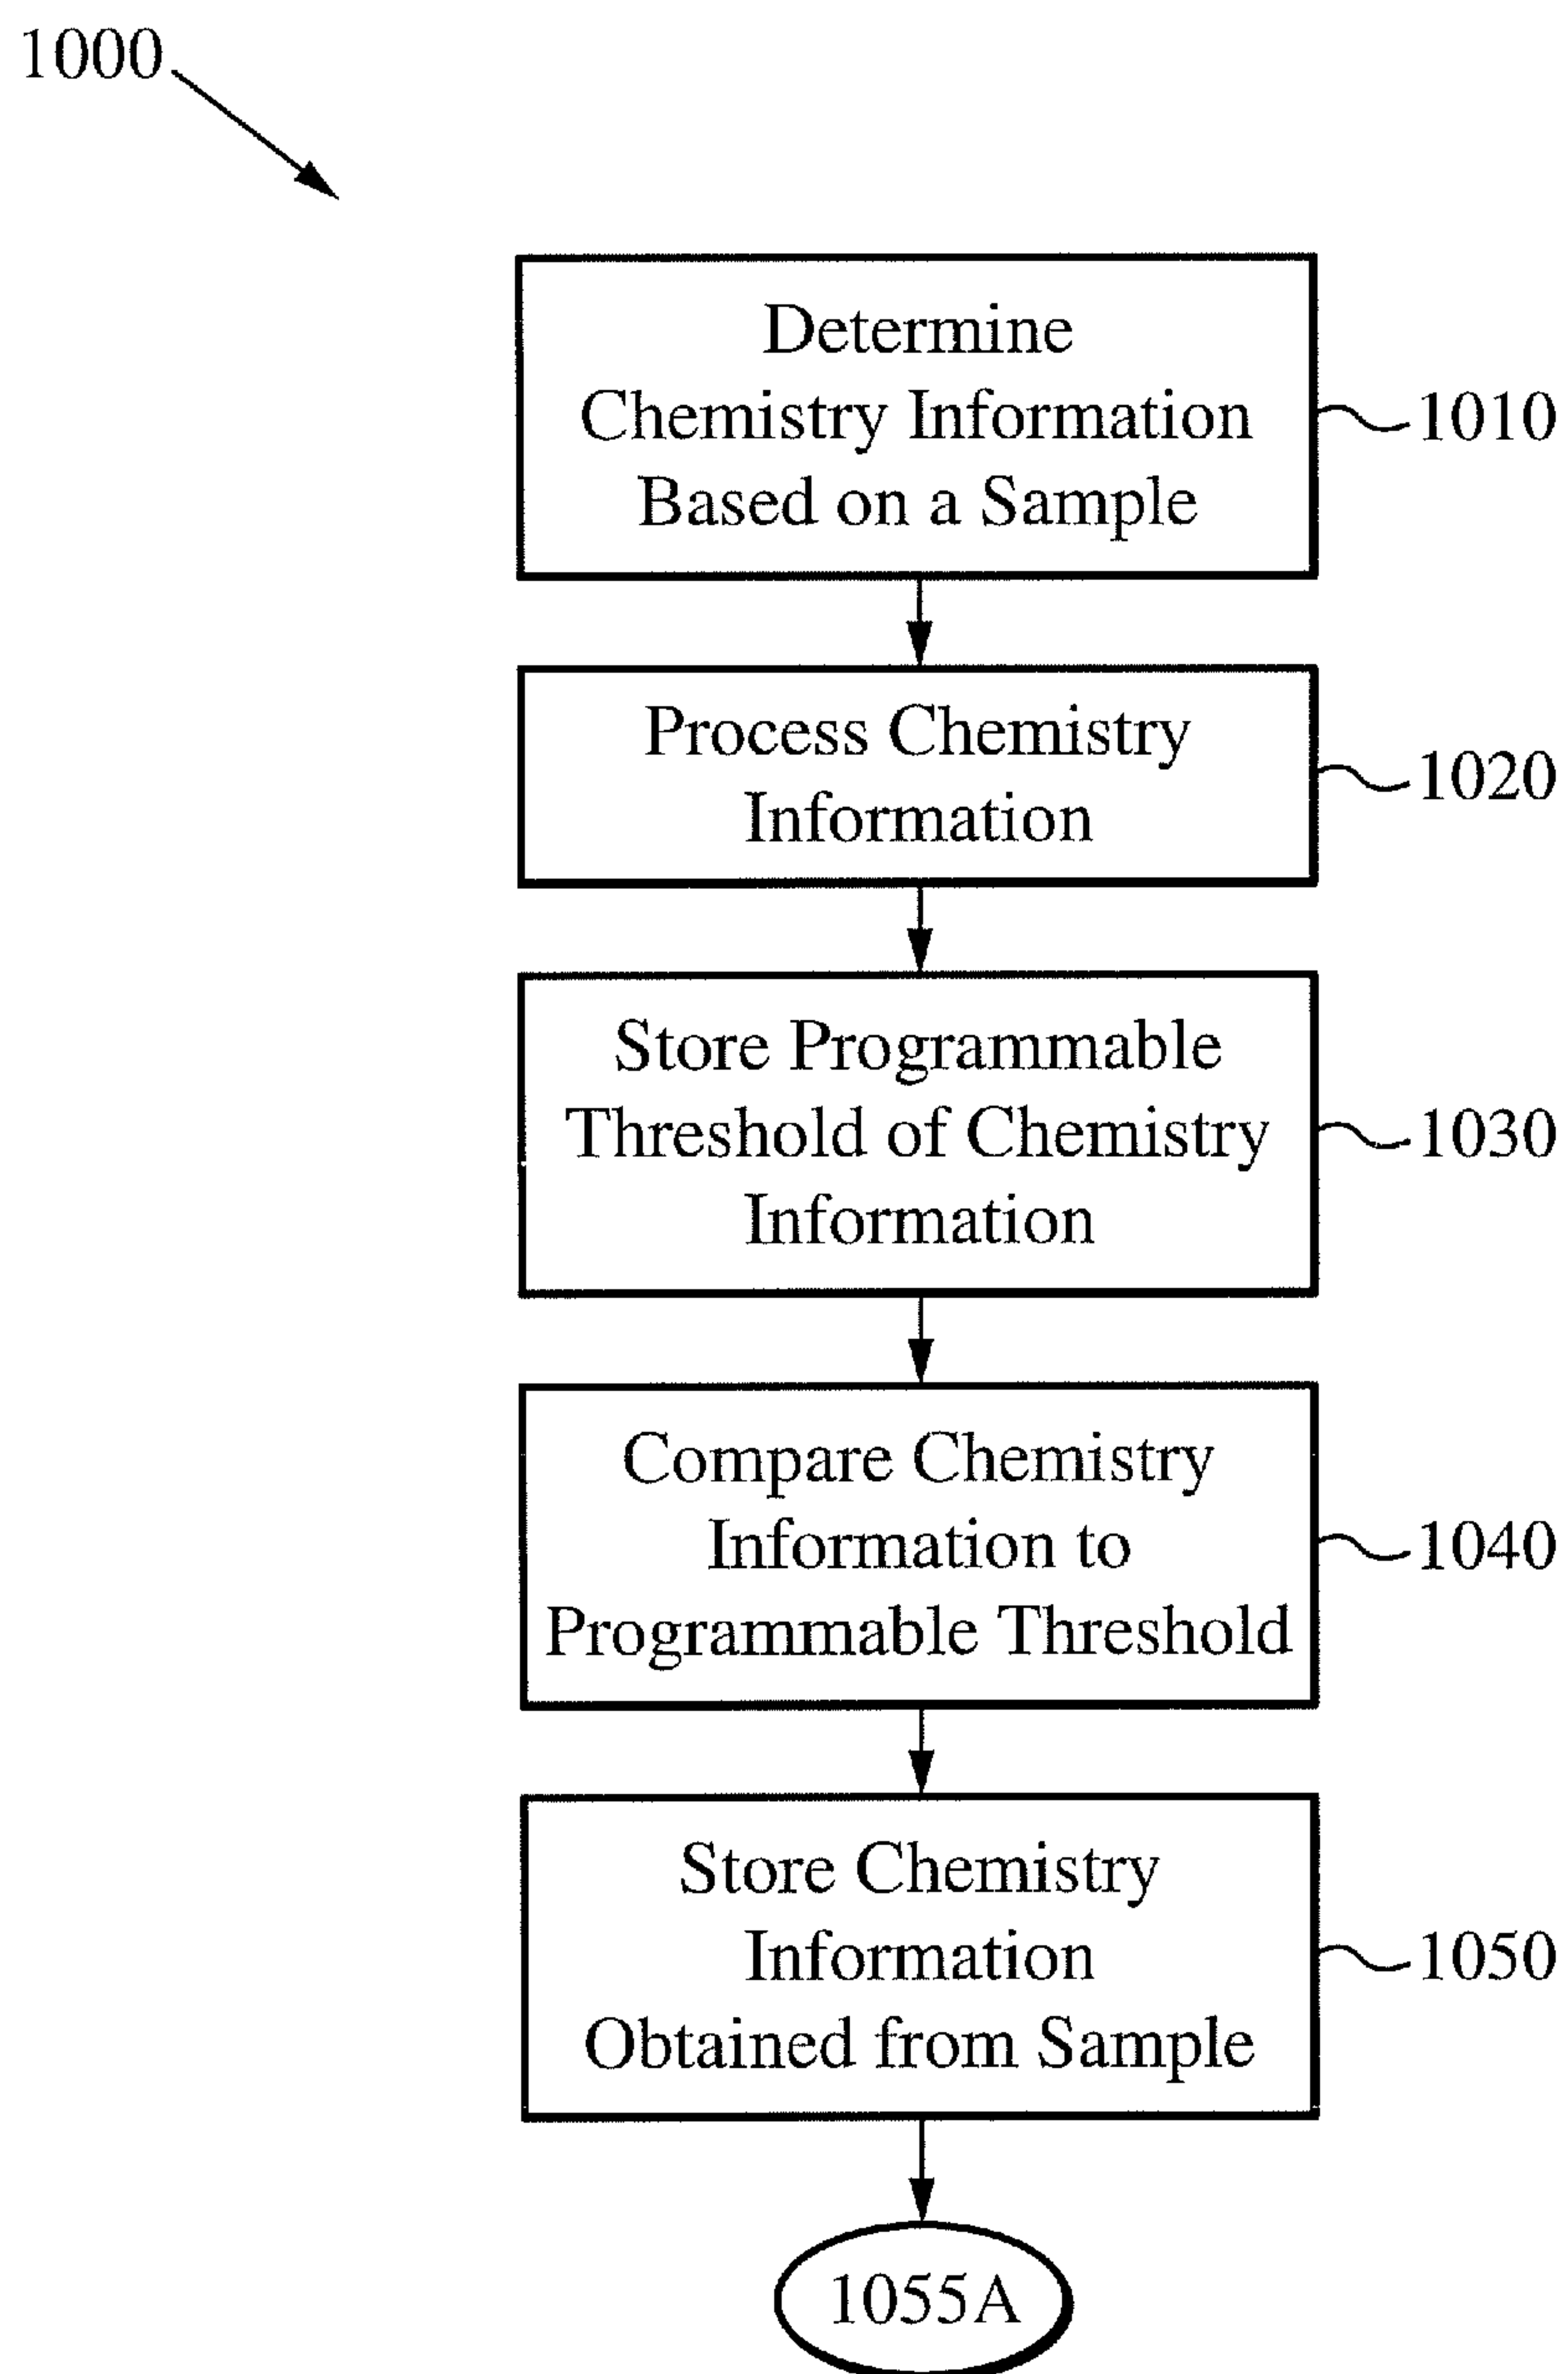 1000
Determine
Chemistry Information
Based on a Sample
1010
Process Chemistry
Information
1020
Store Programmable
Threshold of Chemistry
Information
1030
Compare Chemistry
Information to
Programmable Threshold
1040
Store Chemistry
Information
Obtained from Sample
1050
1055A